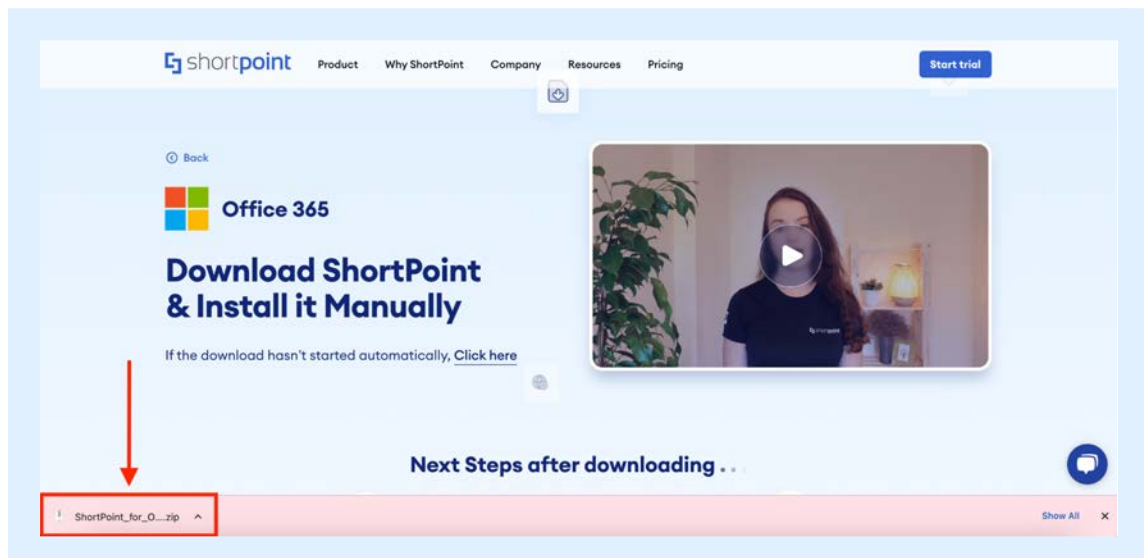 shortpoint Product Why ShortPoint Company Resources Pricing Start trial
Back
Office 365
Download ShortPoint
& Install it Manually
If the download hasn't started automatically, Click here
shortpoint
Next Steps after downloading . . .
ShortPoint_for_O....zip
Show All